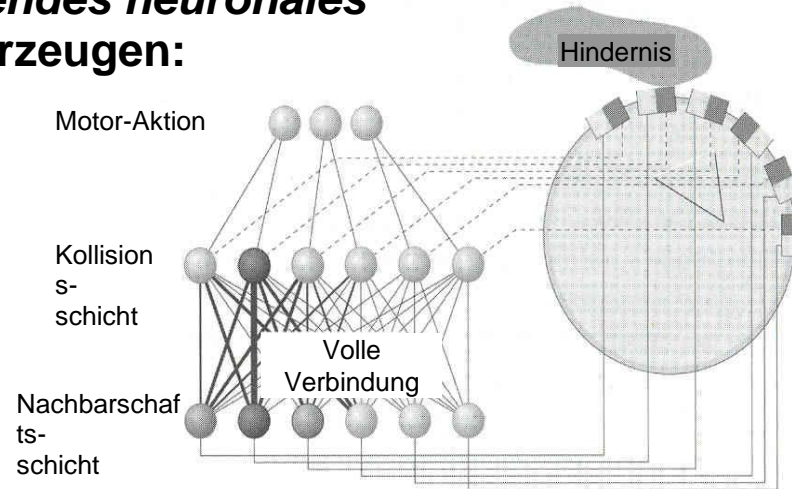 endes neuronales
rzeugen:
Hindernis
Motor-Aktion
Kollision
s-
schicht
Volle
Verbindung
Nachbarschaf
ts-
schicht